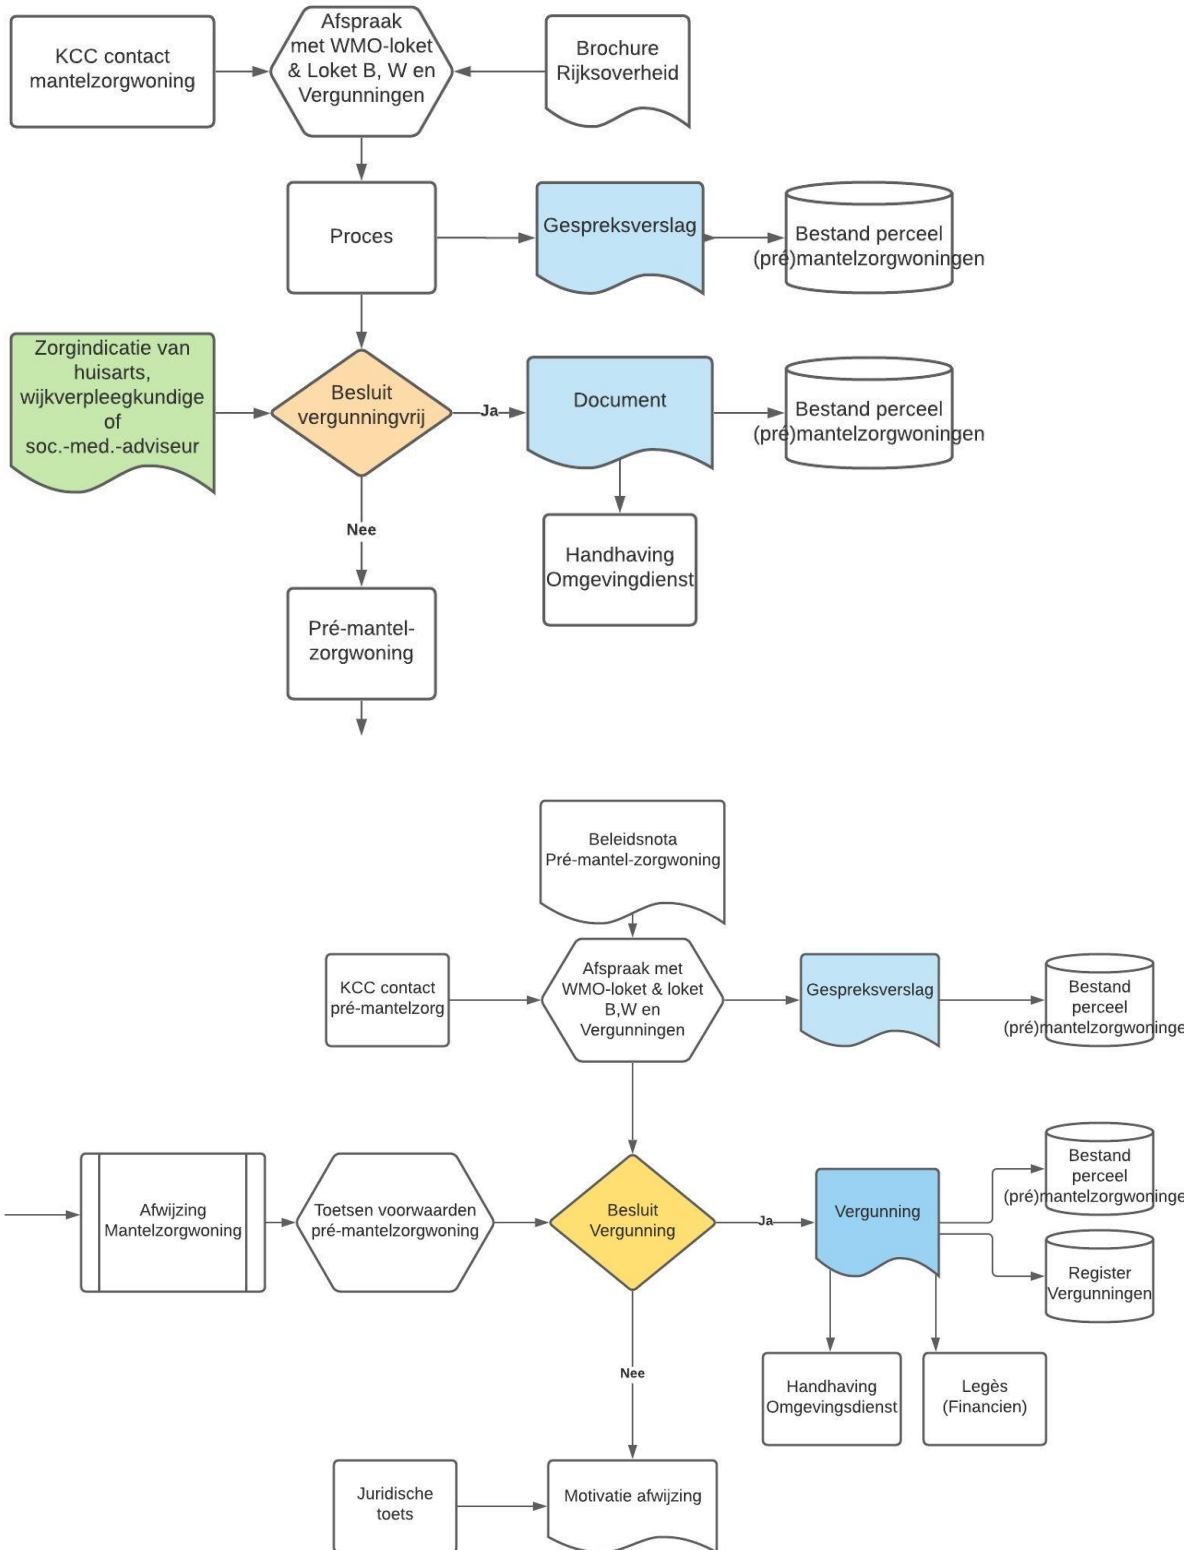 KCC contact
mantelzorgwoning
Afspraak
met WMO-loket
& Loket B, W en
Vergunningen
Brochure
Rijksoverheid
Proces
Gespreksverslag
Bestand perceel
(pré)mantelzorgwoningen
Zorgindicatie van
huisarts,
wijkverpleegkundige
of
soc.-med.-adviseur
Besluit
vergunningvrij
Ja
Document
Bestand perceel
(pré)mantelzorgwoningen
Nee
Handhaving
Omgevingdienst
Pré-mantel-
zorgwoning
Beleidsnota
Pré-mantel-zorgwoning
KCC contact
pré-mantelzorg
Afspraak met
WMO-loket & loket
B,W en
Vergunningen
Gespreksverslag
Bestand
perceel
(pré)mantelzorgwoninge
Afwijzing
Mantelzorgwoning
Toetsen voorwaarden
pré-mantelzorgwoning
Besluit
Vergunning
Ja
Vergunning
Bestand
perceel
(pré)mantelzorgwoninge
Register
Vergunningen
Nee
Handhaving
Omgevingsdienst
Legès
(Financien)
Juridische
toets
Motivatie afwijzing